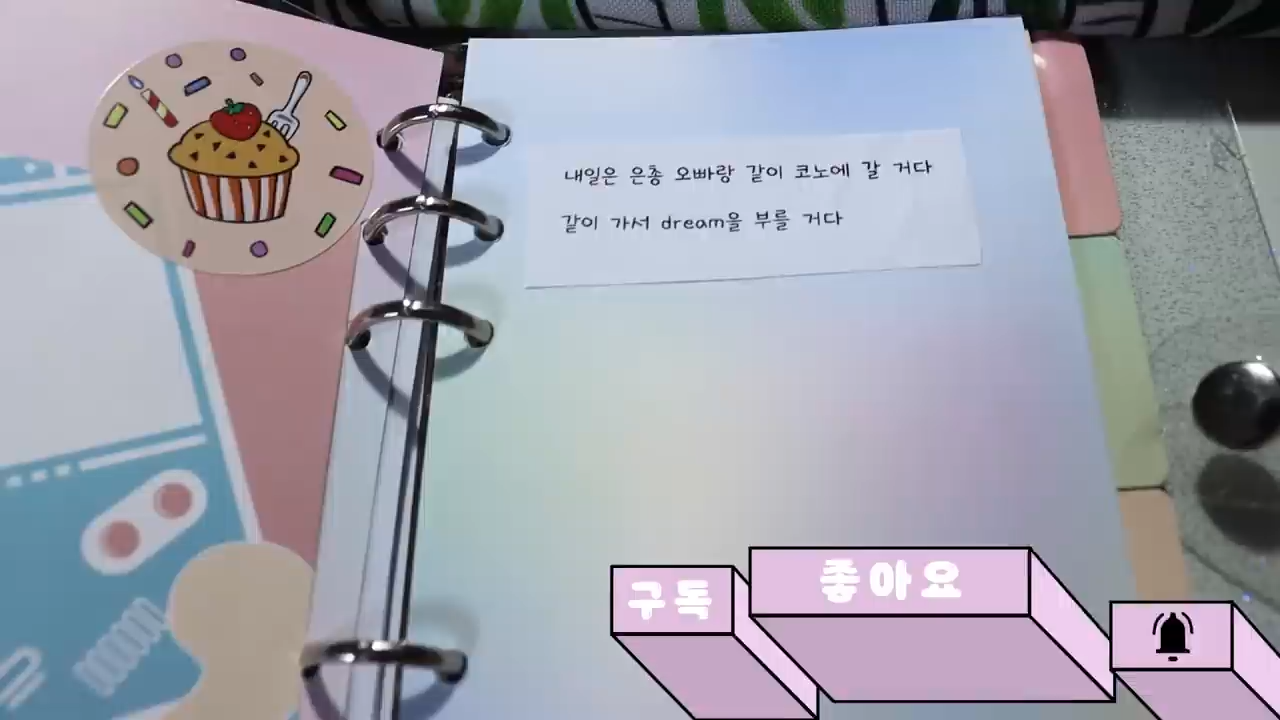 내일은 은총 오빠랑 같이 코노에 갈 거다
같이 가서 dream을 부를 거다
구독
좋아요